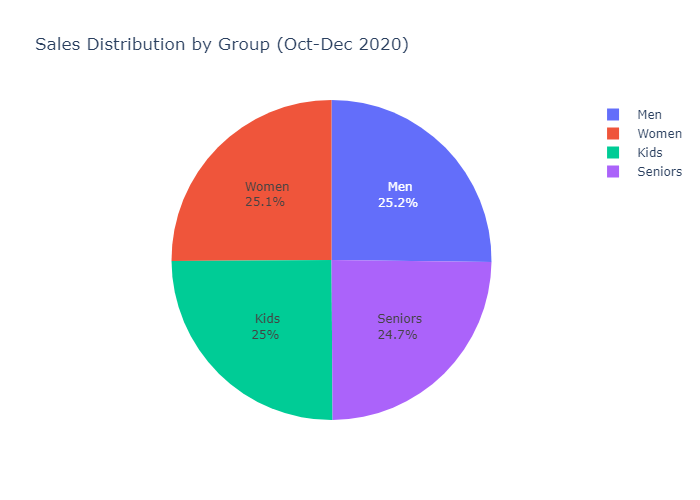 Sales Distribution by Group (Oct-Dec 2020)
Men
Women
Kids
Seniors
Women
25.1%
Men
25.2%
Kids
25%
Seniors
24.7%